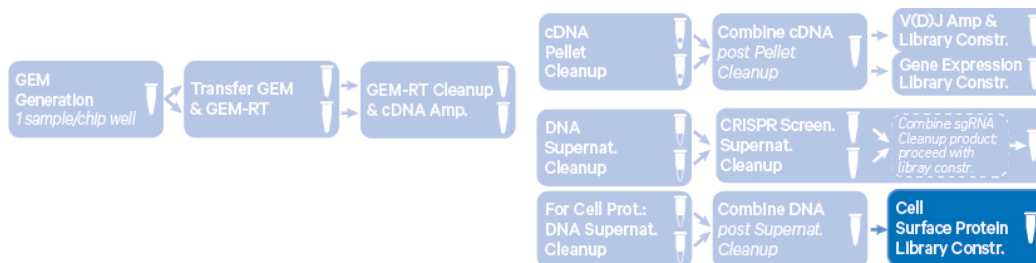 GEM
Generation
1 sample/chip well
Transfer GEM
& GEM-RT
GEM-RT Cleanup
& cDNA Amp.
cDNA
Pellet
Cleanup
Combine cDNA
post Pellet
Cleanup
V(D)J Amp &
Library Constr.
Gene Expression
Library Constr.
DNA
Supernat.
Cleanup
CRISPR Screen.
Supernat.
Cleanup
Combine sgRNA
Cleanup product;
proceed with
libray constr.
For Cell Prot.:
DNA Supernat.
Cleanup
Combine DNA
post Supernat.
Cleanup
Cell
Surface Protein
Library Constr.